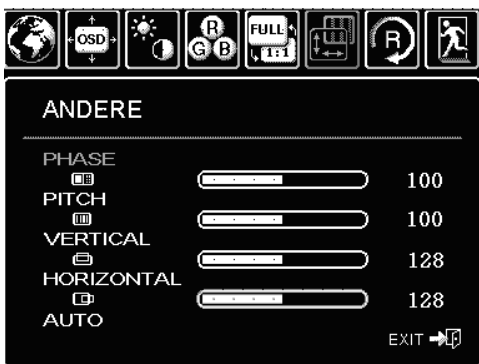 OSD
R
G B
FULL
1:1
R
ANDERE
PHASE
100
PITCH
100
VERTICAL
128
HORIZONTAL
128
AUTO
EXIT